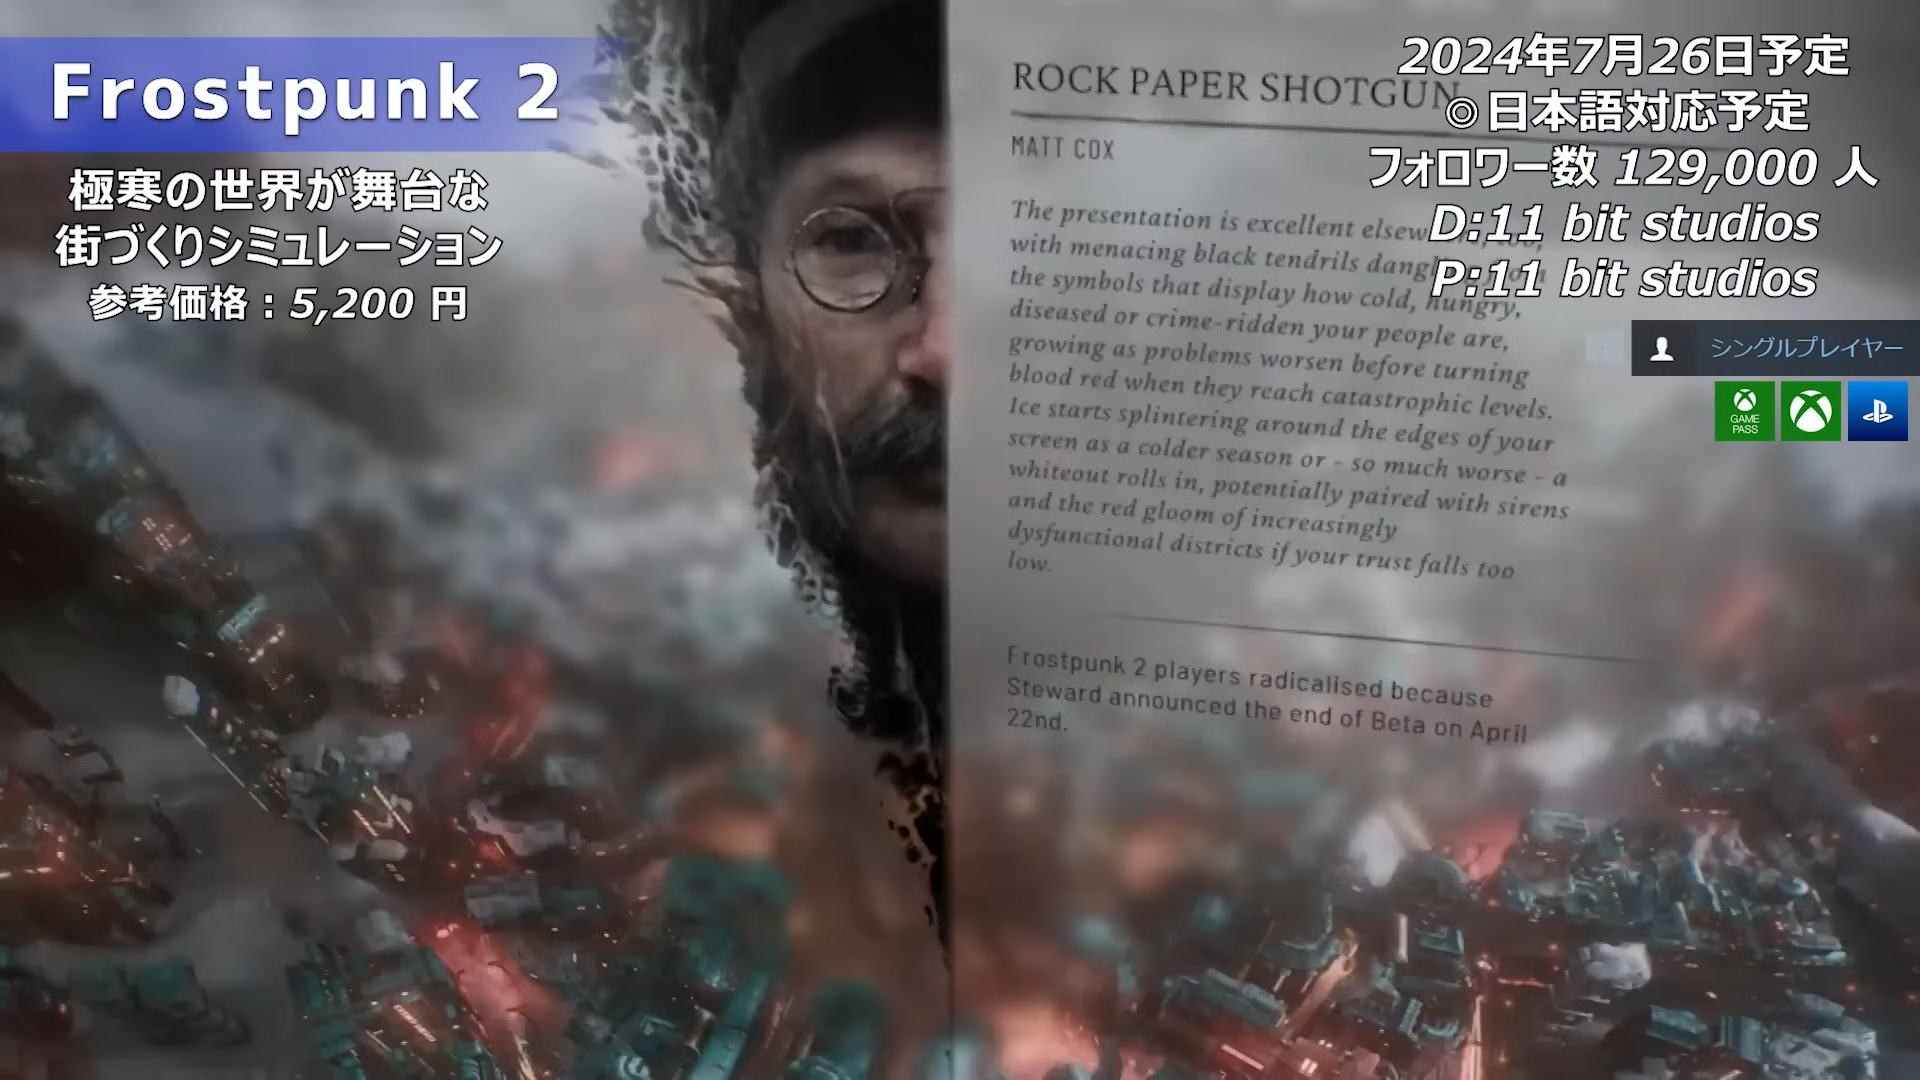 Frostpunk 2
極寒の世界が舞台な
街づくりシミュレーション
参考価格：5,200 円
2024年7月26日予定
◎日本語対応予定
フォロワー数 129,000 人
D:11 bit studios
P:11 bit studios
シングルプレイヤー
GAME
PASS
ROCK PAPER SHOTGUN
MATT COX
The presentation is excellent
with menacing black tendrils
the symbols that display how cold, hungry,
diseased or crime-ridden your people are,
growing as problems worsen before turning
blood red when they reach catastrophic levels.
Ice starts splintering around the edges of your
screen as a colder season or - so much worse - a
whiteout rolls in, potentially paired with sirens
and the red gloom of increasingly
dysfunctional districts if your trust falls too
low.
Frostpunk 2 players radicalised because
Steward announced the end of Beta on April
22nd.